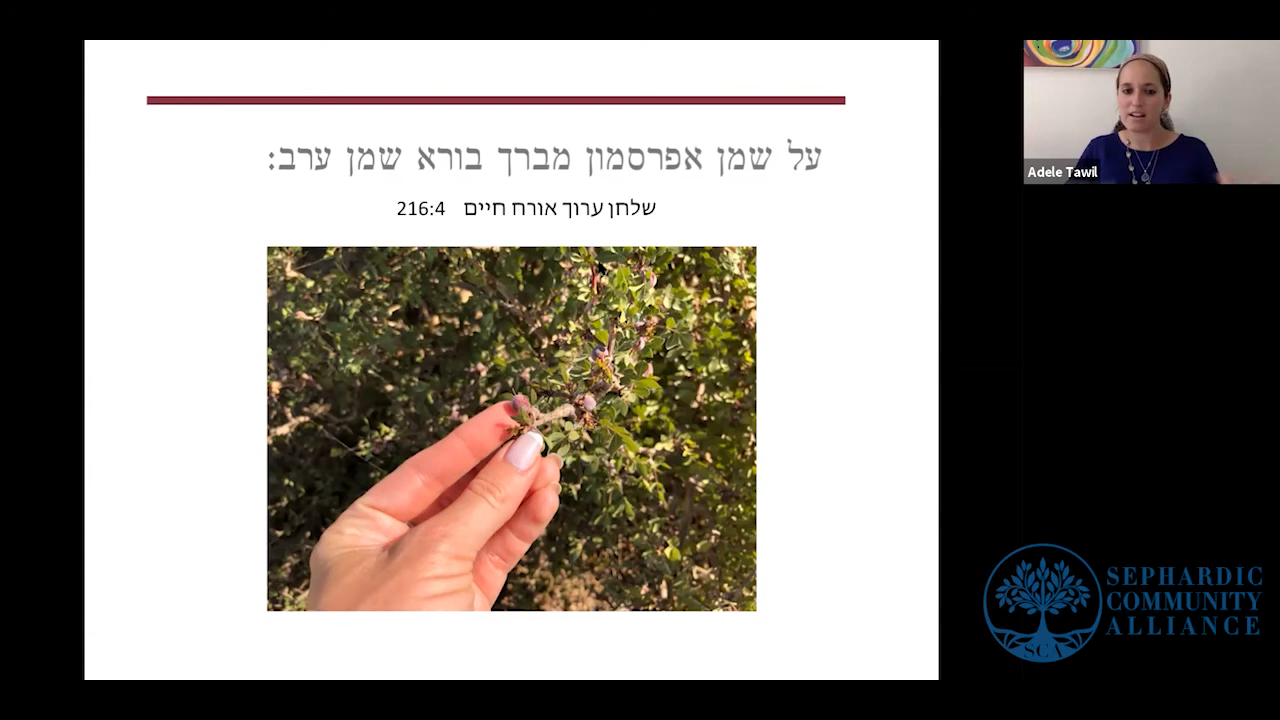 על שמן אפרסמון מברך בורא שמן ערב:
שלחן ערוך אורח חיים 216:4
Adele Tawil
SEPHARDIC
COMMUNITY
ALLIANCE
SCA